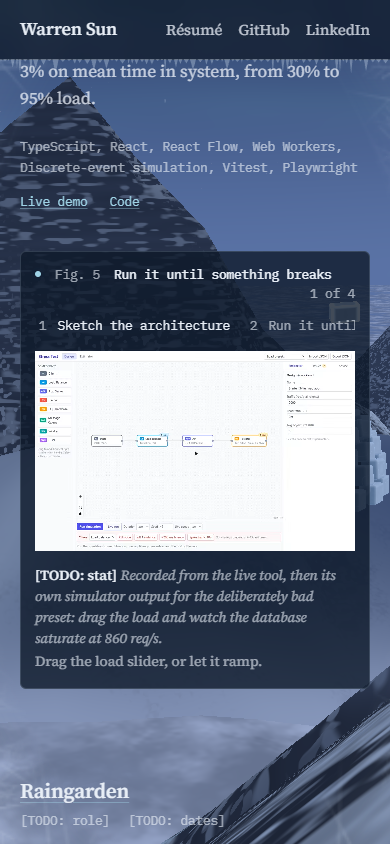 Warren Sun
Résumé GitHub LinkedIn
3% on mean time in system, from 30% to
95% load.
TypeScript, React, React Flow, Web Workers,
Discrete-event simulation, Vitest, Playwright
Live demo Code
Fig. 5 Run it until something breaks
1 of 4
1 Sketch the architecture 2 Run it until
[TODO: stat] Recorded from the live tool, then its
own simulator output for the deliberately bad
preset: drag the load and watch the database
saturate at 860 req/s.
Drag the load slider, or let it ramp.
Raingarden
[TODO: role] [TODO: dates]